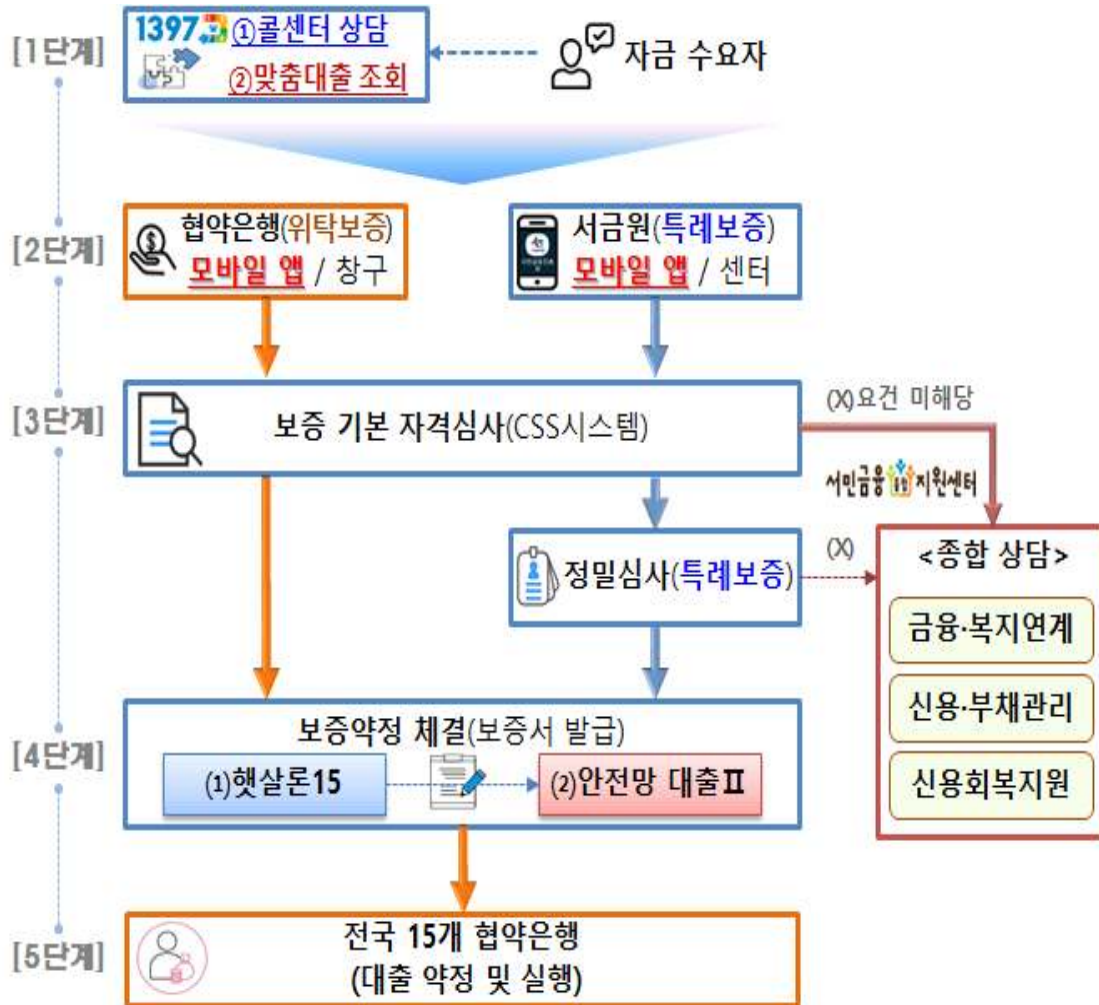 [1단계]
1397 ①콜센터 상담
②맞춤대출 조회
자금 수요자
[2단계]
협약은행(위탁보증)
모바일 앱 / 창구
서금원(특례보증)
모바일 앱 / 센터
[3단계]
보증 기본 자격심사(CSS시스템)
(X)요건 미해당
서민금융 통합 지원센터
정밀심사(특례보증)
(X)
<종합 상담>
금융·복지연계
신용·부채관리
신용회복지원
[4단계]
보증약정 체결(보증서 발급)
(1)햇살론15
(2)안전망 대출Ⅱ
[5단계]
전국 15개 협약은행
(대출 약정 및 실행)